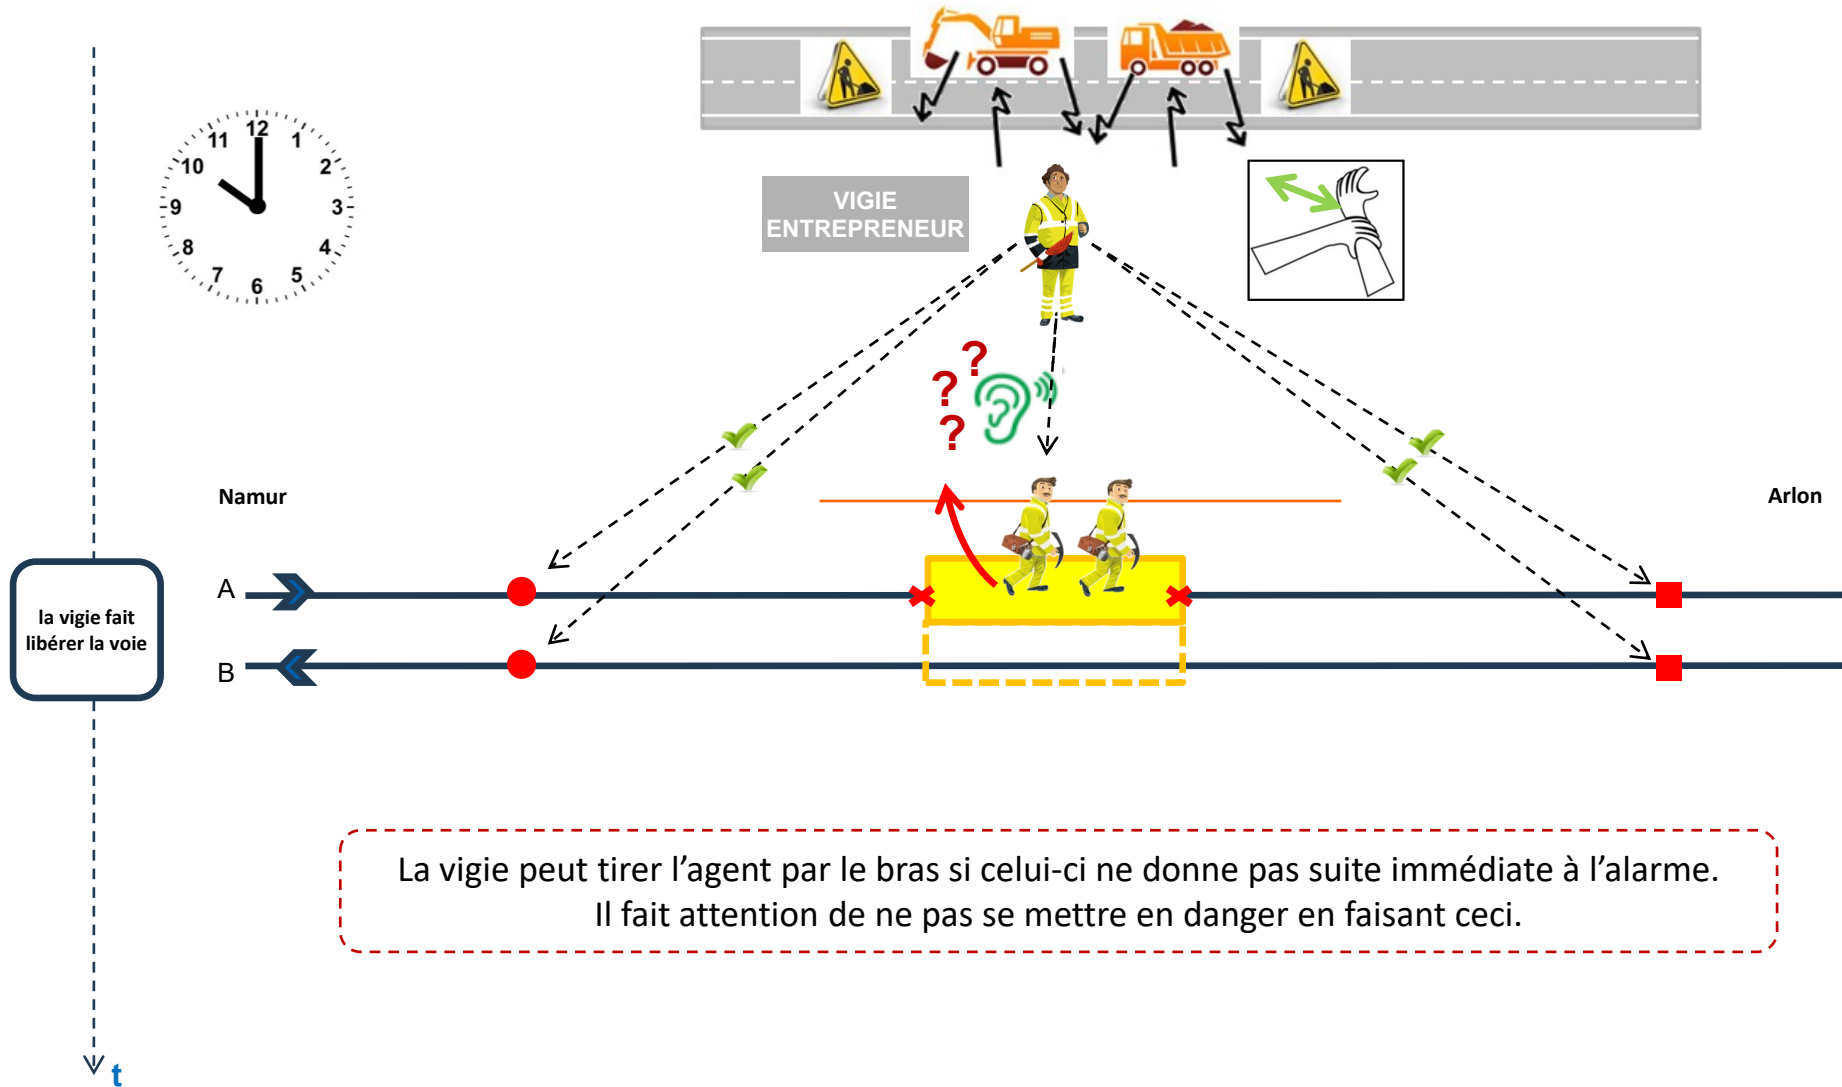 12
1
2
3
4
5
6
7
8
9
10
11
VIGIE
ENTREPRENEUR
?
?
?
Namur
Arlon
A
B
la vigie fait
libérer la voie
La vigie peut tirer l’agent par le bras si celui-ci ne donne pas suite immédiate à l’alarme.
Il fait attention de ne pas se mettre en danger en faisant ceci.
t